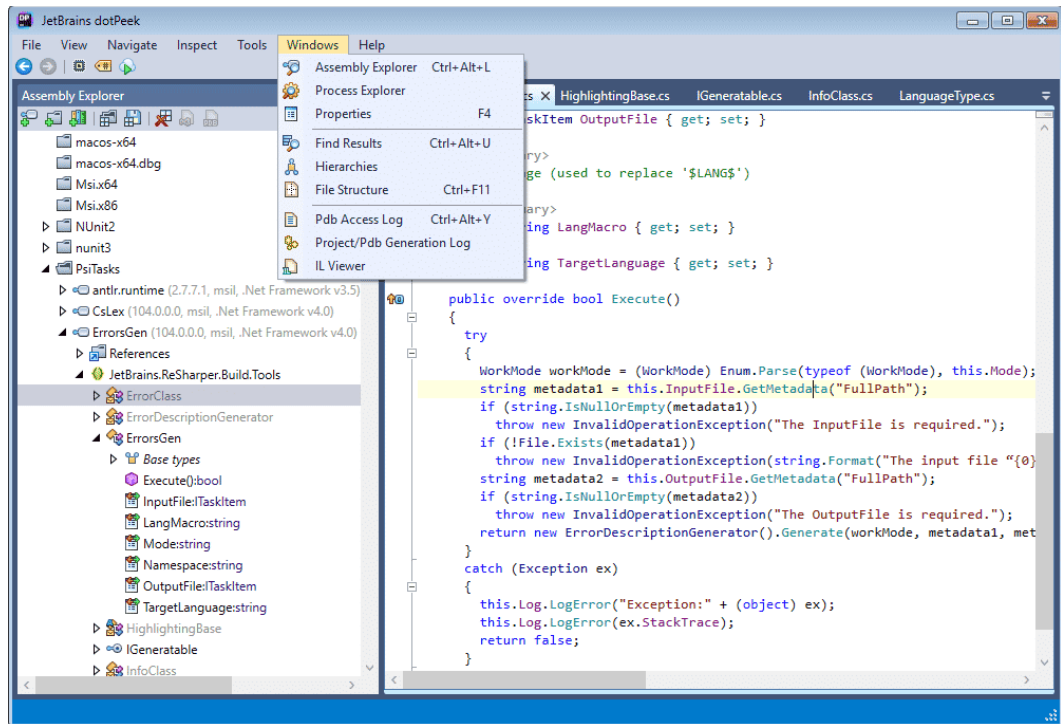 JetBrains dotPeek
File View Navigate Inspect Tools Windows Help
Assembly Explorer Ctrl+Alt+L
Process Explorer
Properties F4
Find Results Ctrl+Alt+U
Hierarchies
File Structure Ctrl+F11
Pdb Access Log Ctrl+Alt+Y
Project/Pdb Generation Log
IL Viewer
Assembly Explorer
macos-x64
macos-x64.dbg
Msi.x64
Msi.x86
NUnit2
nunit3
PsiTasks
antlr.runtime (2.7.7.1, msil, .Net Framework v3.5)
CsLex (104.0.0.0, msil, .Net Framework v4.0)
ErrorsGen (104.0.0.0, msil, .Net Framework v4.0)
References
JetBrains.ReSharper.Build.Tools
ErrorClass
ErrorDescriptionGenerator
ErrorsGen
Base types
Execute():bool
InputFile:ITaskItem
LangMacro:string
Mode:string
Namespace:string
OutputFile:ITaskItem
TargetLanguage:string
HighlightingBase
IGeneratable
InfoClass
cs HighlightingBase.cs IGeneratable.cs InfoClass.cs LanguageType.cs
skItem OutputFile { get; set; }
ry>
ge (used to replace '$LANG$')
ary>
ing LangMacro { get; set; }
ing TargetLanguage { get; set; }
public override bool Execute()
{
try
{
WorkMode workMode = (WorkMode) Enum.Parse(typeof (WorkMode), this.Mode);
string metadata1 = this.InputFile.GetMetadata("FullPath");
if (string.IsNullOrEmpty(metadata1))
throw new InvalidOperationException("The InputFile is required.");
if (!File.Exists(metadata1))
throw new InvalidOperationException(string.Format("The input file “{0}
string metadata2 = this.OutputFile.GetMetadata("FullPath");
if (string.IsNullOrEmpty(metadata2))
throw new InvalidOperationException("The OutputFile is required.");
return new ErrorDescriptionGenerator().Generate(workMode, metadata1, met
}
catch (Exception ex)
{
this.Log.LogError("Exception:" + (object) ex);
this.Log.LogError(ex.StackTrace);
return false;
}